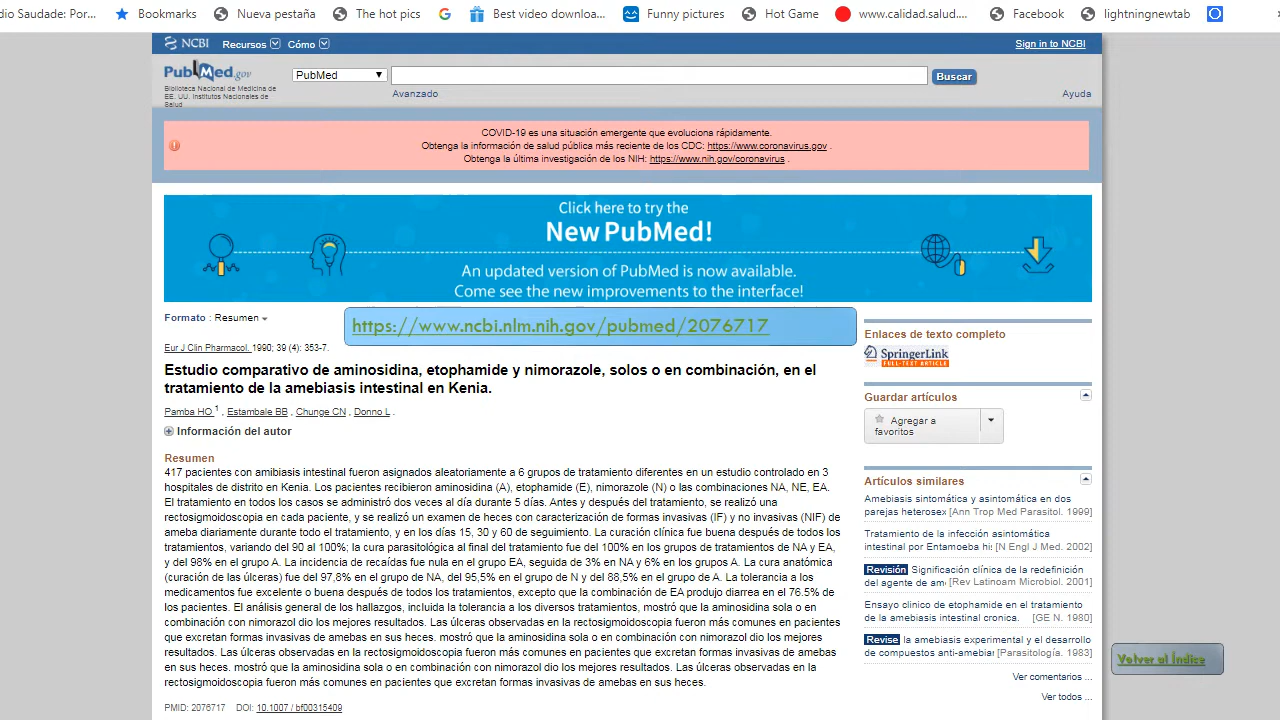 dio Saudade: Por... Bookmarks Nueva pestaña The hot pics Best video downloa... Funny pictures Hot Game www.calidad.salud.... Facebook lightningnewtab
NCBI Recursos Cómo Sign in to NCBI
PubMed.gov
Biblioteca Nacional de Medicina de
EE. UU. Institutos Nacionales de
Salud
PubMed Buscar
Avanzado Ayuda
COVID-19 es una situación emergente que evoluciona rápidamente.
Obtenga la información de salud pública más reciente de los CDC: https://www.coronavirus.gov .
Obtenga la última investigación de los NIH: https://www.nih.gov/coronavirus .
Click here to try the
New PubMed!
An updated version of PubMed is now available.
Come see the new improvements to the interface!
Formato : Resumen
https://www.ncbi.nlm.nih.gov/pubmed/2076717
Eur J Clin Pharmacol. 1990; 39 (4): 353-7.
Estudio comparativo de aminosidina, etophamide y nimorazole, solos o en combinación, en el
tratamiento de la amebiasis intestinal en Kenia.
Pamba HO 1 , Estambale BB , Chunge CN , Donno L .
Información del autor
Resumen
417 pacientes con amibiasis intestinal fueron asignados aleatoriamente a 6 grupos de tratamiento diferentes en un estudio controlado en 3
hospitales de distrito en Kenia. Los pacientes recibieron aminosidina (A), etophamide (E), nimorazole (N) o las combinaciones NA, NE, EA.
El tratamiento en todos los casos se administró dos veces al día durante 5 días. Antes y después del tratamiento, se realizó una
rectosigmoidoscopia en cada paciente, y se realizó un examen de heces con caracterización de formas invasivas (IF) y no invasivas (NIF) de
ameba diariamente durante todo el tratamiento, y en los días 15, 30 y 60 de seguimiento. La curación clínica fue buena después de todos los
tratamientos, variando del 90 al 100%; la cura parasitológica al final del tratamiento fue del 100% en los grupos de tratamientos de NA y EA,
y del 98% en el grupo A. La incidencia de recaídas fue nula en el grupo EA, seguida de 3% en NA y 6% en los grupos A. La cura anatómica
(curación de las úlceras) fue del 97,8% en el grupo de NA, del 95,5% en el grupo de N y del 88,5% en el grupo de A. La tolerancia a los
medicamentos fue excelente o buena después de todos los tratamientos, excepto que la combinación de EA produjo diarrea en el 76.5% de
los pacientes. El análisis general de los hallazgos, incluida la tolerancia a los diversos tratamientos, mostró que la aminosidina sola o en
combinación con nimorazol dio los mejores resultados. Las úlceras observadas en la rectosigmoidoscopia fueron más comunes en pacientes
que excretan formas invasivas de amebas en sus heces. mostró que la aminosidina sola o en combinación con nimorazol dio los mejores
resultados. Las úlceras observadas en la rectosigmoidoscopia fueron más comunes en pacientes que excretan formas invasivas de amebas
en sus heces. mostró que la aminosidina sola o en combinación con nimorazol dio los mejores resultados. Las úlceras observadas en la
rectosigmoidoscopia fueron más comunes en pacientes que excretan formas invasivas de amebas en sus heces.
PMID: 2076717 DOI: 10.1007 / bf00315409
Enlaces de texto completo
SpringerLink
FULL-TEXT ARTICLE
Guardar artículos
Agregar a
favoritos
Artículos similares
Amebiasis sintomática y asintomática en dos
parejas heterosex [Ann Trop Med Parasitol. 1999]
Tratamiento de la infección asintomática
intestinal por Entamoeba his [N Engl J Med. 2002]
Revisión Significación clínica de la redefinición
del agente de am [Rev Latinoam Microbiol. 2001]
Ensayo clinico de etophamide en el tratamiento
de la amebiasis intestinal cronica. [GE N. 1980]
Revise la amebiasis experimental y el desarrollo
de compuestos anti-amebia [Parasitología. 1983]
Ver comentarios ...
Ver todos ...
Volver al Índice